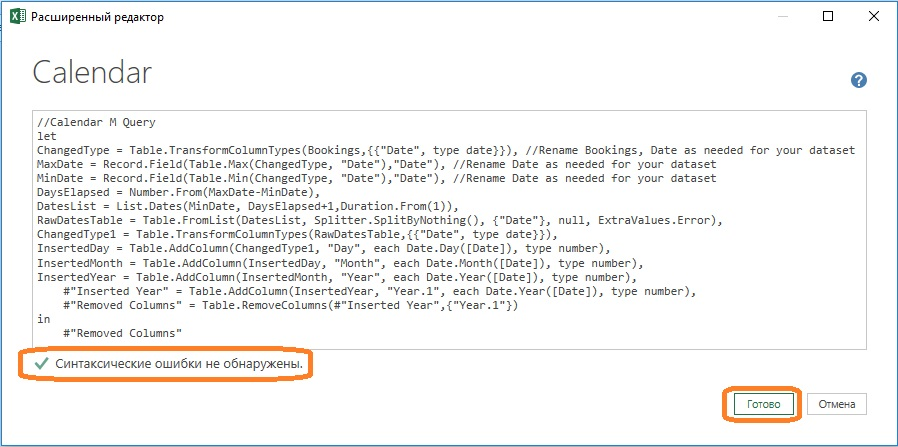 Расширенный редактор
Calendar
//Calendar M Query
let
ChangedType = Table.TransformColumnTypes(Bookings,{{"Date", type date}}), //Rename Bookings, Date as needed for your dataset
MaxDate = Record.Field(Table.Max(ChangedType, "Date"),"Date"), //Rename Date as needed for your dataset
MinDate = Record.Field(Table.Min(ChangedType, "Date"),"Date"), //Rename Date as needed for your dataset
DaysElapsed = Number.From(MaxDate-MinDate),
DatesList = List.Dates(MinDate, DaysElapsed+1,Duration.From(1)),
RawDatesTable = Table.FromList(DatesList, Splitter.SplitByNothing(), {"Date"}, null, ExtraValues.Error),
ChangedType1 = Table.TransformColumnTypes(RawDatesTable,{{"Date", type date}}),
InsertedDay = Table.AddColumn(ChangedType1, "Day", each Date.Day([Date]), type number),
InsertedMonth = Table.AddColumn(InsertedDay, "Month", each Date.Month([Date]), type number),
InsertedYear = Table.AddColumn(InsertedMonth, "Year", each Date.Year([Date]), type number),
    #"Inserted Year" = Table.AddColumn(InsertedYear, "Year.1", each Date.Year([Date]), type number),
    #"Removed Columns" = Table.RemoveColumns(#"Inserted Year",{"Year.1"})
in
    #"Removed Columns"
Синтаксические ошибки не обнаружены.
Готово
Отмена